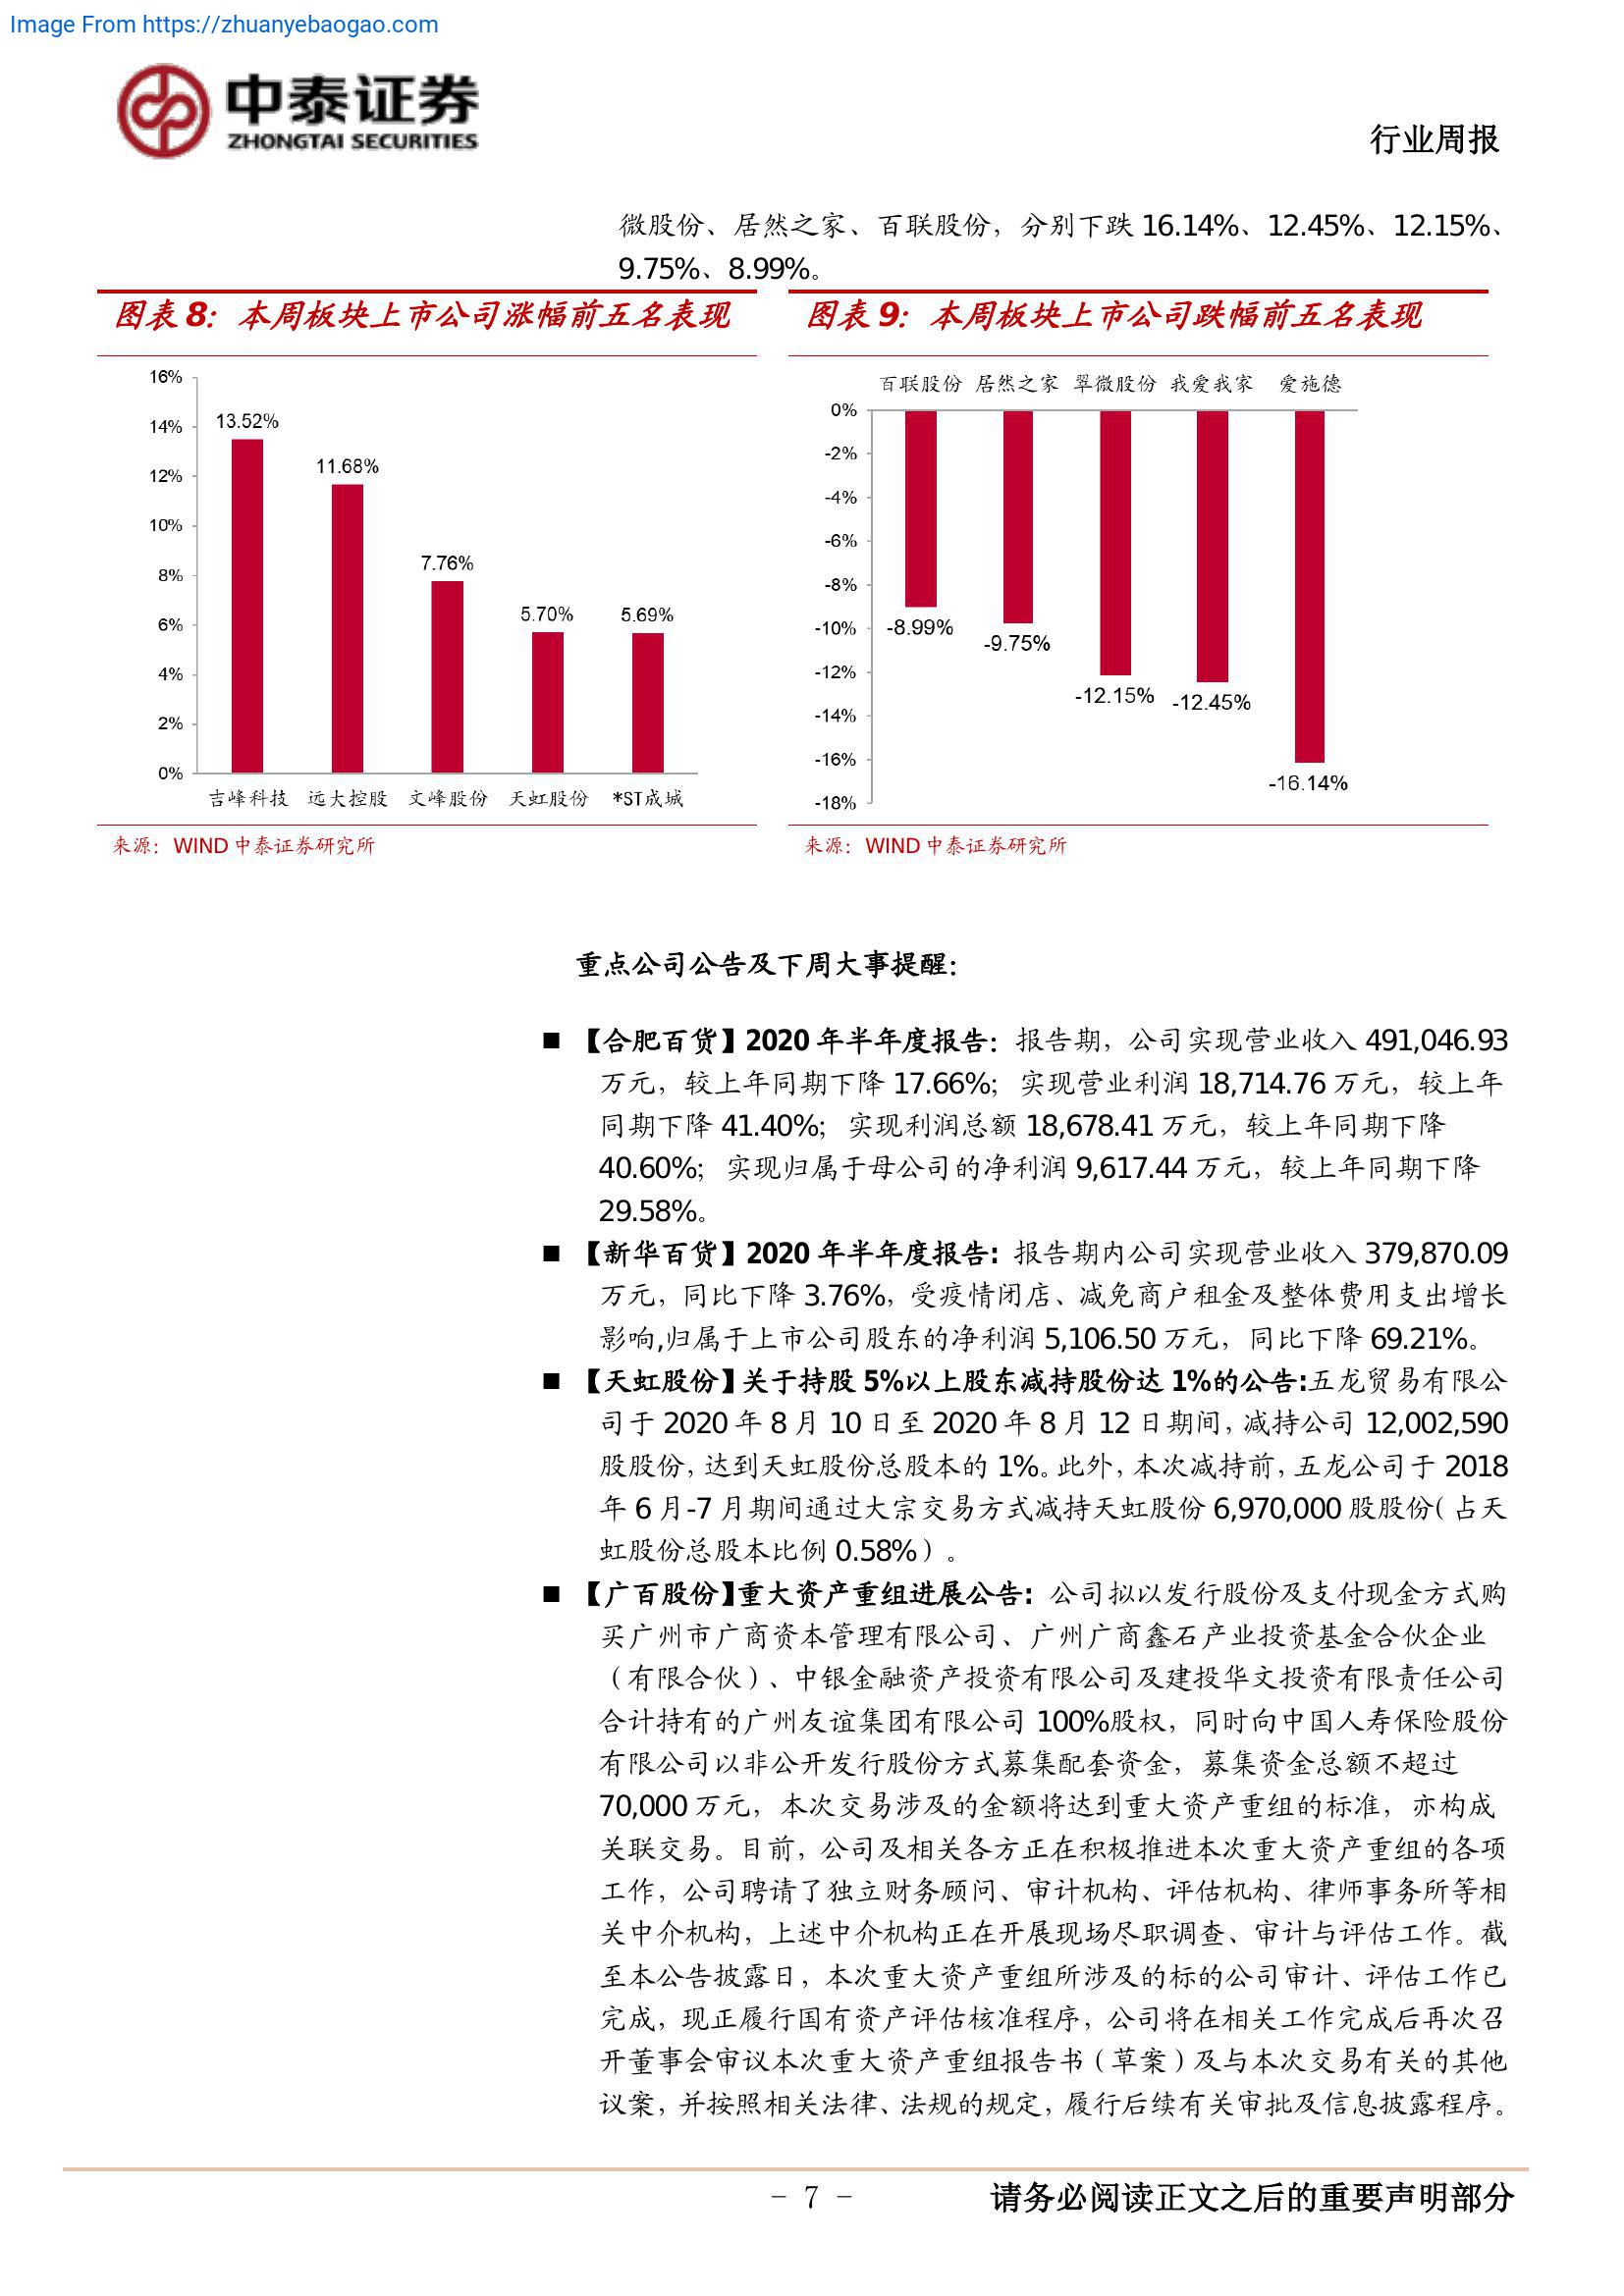 Image From https://zhuanyebaogao.com
中泰证券
ZHONGTAI SECURITIES
行业周报
微股份、居然之家、百联股份，分别下跌 16.14%、12.45%、12.15%、
9.75%、8.99%。
图表 8：本周板块上市公司涨幅前五名表现
16%
14%
12%
10%
8%
6%
4%
2%
0%
13.52%
11.68%
7.76%
5.70%
5.69%
吉峰科技 远大控股 文峰股份 天虹股份 *ST成城
来源：WIND 中泰证券研究所
图表 9：本周板块上市公司跌幅前五名表现
百联股份 居然之家 翠微股份 我爱我家 爱施德
0%
-2%
-4%
-6%
-8%
-10%
-12%
-14%
-16%
-18%
-8.99%
-9.75%
-12.15%
-12.45%
-16.14%
来源：WIND 中泰证券研究所
重点公司公告及下周大事提醒：
■ 【合肥百货】2020 年半年度报告：报告期，公司实现营业收入 491,046.93
万元，较上年同期下降 17.66%；实现营业利润 18,714.76 万元，较上年
同期下降 41.40%；实现利润总额 18,678.41 万元，较上年同期下降
40.60%；实现归属于母公司的净利润 9,617.44 万元，较上年同期下降
29.58%。
■ 【新华百货】2020 年半年度报告：报告期内公司实现营业收入 379,870.09
万元，同比下降 3.76%，受疫情闭店、减免商户租金及整体费用支出增长
影响,归属于上市公司股东的净利润 5,106.50 万元，同比下降 69.21%。
■ 【天虹股份】关于持股 5%以上股东减持股份达 1%的公告:五龙贸易有限公
司于 2020 年 8 月 10 日至 2020 年 8 月 12 日期间，减持公司 12,002,590
股股份，达到天虹股份总股本的 1%。此外，本次减持前，五龙公司于 2018
年 6 月-7 月期间通过大宗交易方式减持天虹股份 6,970,000 股股份（占天
虹股份总股本比例 0.58%）。
■ 【广百股份】重大资产重组进展公告：公司拟以发行股份及支付现金方式购
买广州市广商资本管理有限公司、广州广商鑫石产业投资基金合伙企业
（有限合伙）、中银金融资产投资有限公司及建投华文投资有限责任公司
合计持有的广州友谊集团有限公司 100%股权，同时向中国人寿保险股份
有限公司以非公开发行股份方式募集配套资金，募集资金总额不超过
70,000 万元，本次交易涉及的金额将达到重大资产重组的标准，亦构成
关联交易。目前，公司及相关各方正在积极推进本次重大资产重组的各项
工作，公司聘请了独立财务顾问、审计机构、评估机构、律师事务所等相
关中介机构，上述中介机构正在开展现场尽职调查、审计与评估工作。截
至本公告披露日，本次重大资产重组所涉及的标的公司审计、评估工作已
完成，现正履行国有资产评估核准程序，公司将在相关工作完成后再次召
开董事会审议本次重大资产重组报告书（草案）及与本次交易有关的其他
议案，并按照相关法律、法规的规定，履行后续有关审批及信息披露程序。
- 7 -
请务必阅读正文之后的重要声明部分